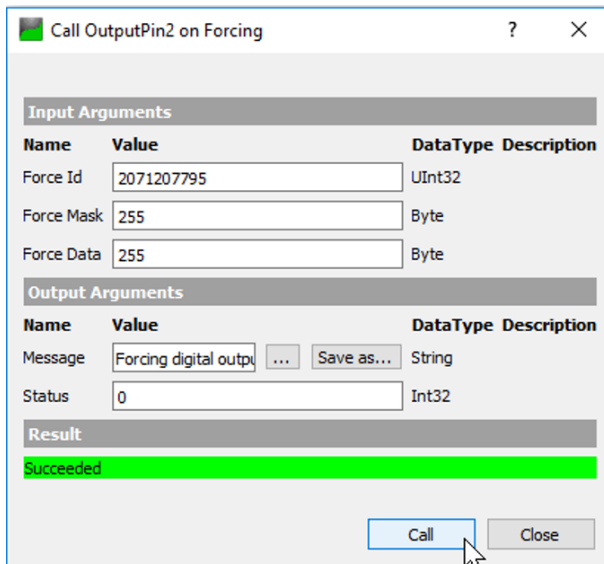 Call OutputPin2 on Forcing ?
Input Arguments
Name Value DataType Description
Force Id 2071207795 UInt32
Force Mask 255 Byte
Force Data 255 Byte
Output Arguments
Name Value DataType Description
Message Forcing digital outpu ... Save as... String
Status 0 Int32
Result
Succeeded
Call Close